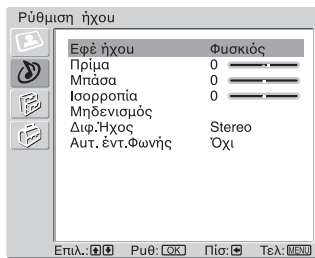 Ρύθμιση ήχου
Εφέ ήχου Φυσκιός
Πρίμα 0
Μπάσα 0
Ισορροπία 0
Μηδενισμός
Διφ.Ήχος Stereo
Αυτ. έντ.Φωνής Όχι
Επιλ.: Ρυθ: OK Πίσ: Τελ: MENU